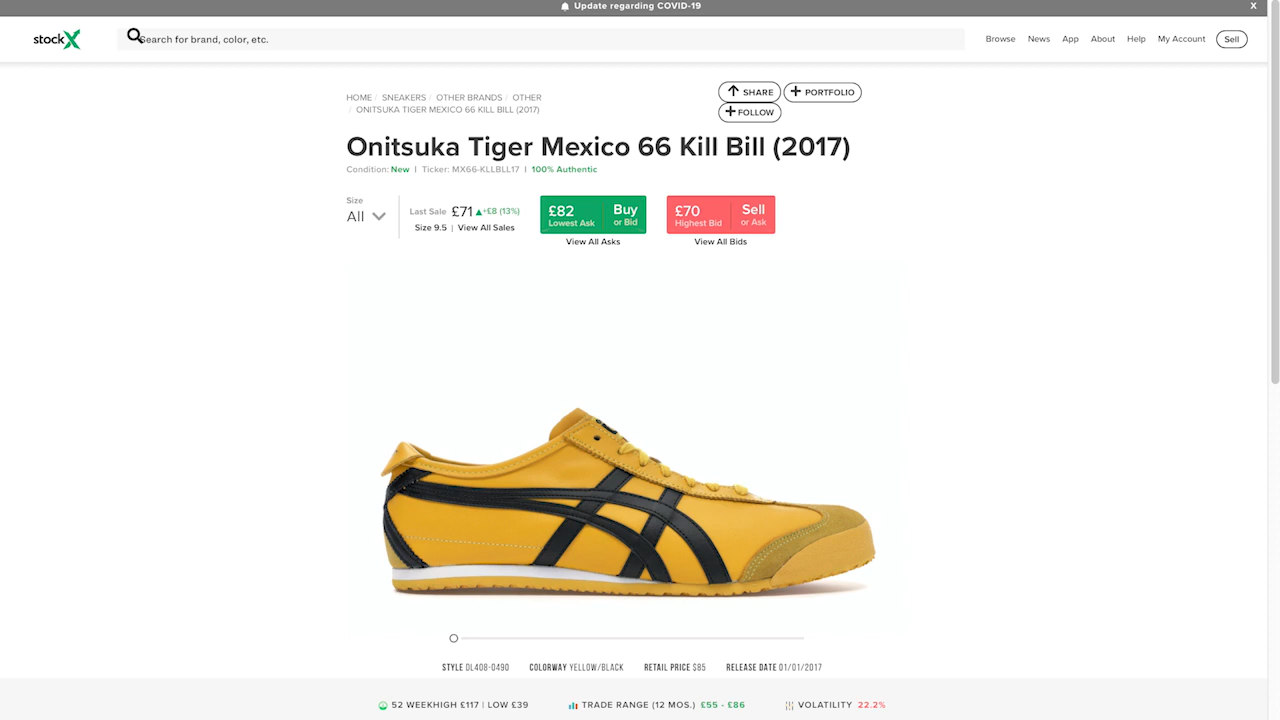 Update regarding COVID-19 X
stockX Search for brand, color, etc. Browse News App About Help My Account Sell
HOME / SNEAKERS / OTHER BRANDS / OTHER
/ ONITSUKA TIGER MEXICO 66 KILL BILL (2017)
SHARE PORTFOLIO
FOLLOW
Onitsuka Tiger Mexico 66 Kill Bill (2017)
Condition: New | Ticker: MX66-KLLBLL17 | 100% Authentic
Size
All
Last Sale £71 ▲+£8 (13%)
Size 9.5 | View All Sales
£82 Buy
Lowest Ask or Bid
View All Asks
£70 Sell
Highest Bid or Ask
View All Bids
STYLE DL408-0490 COLORWAY YELLOW/BLACK RETAIL PRICE $85 RELEASE DATE 01/01/2017
52 WEEKHIGH £117 | LOW £39 TRADE RANGE (12 MOS.) £55 - £86 VOLATILITY 22.2%